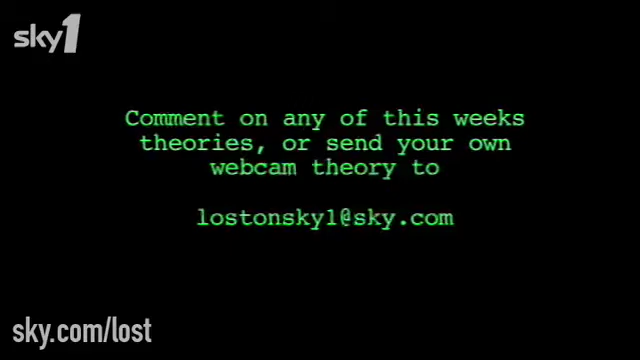 sky1
Comment on any of this weeks
theories, or send your own
webcam theory to
lostonsky1@sky.com
sky.com/lost